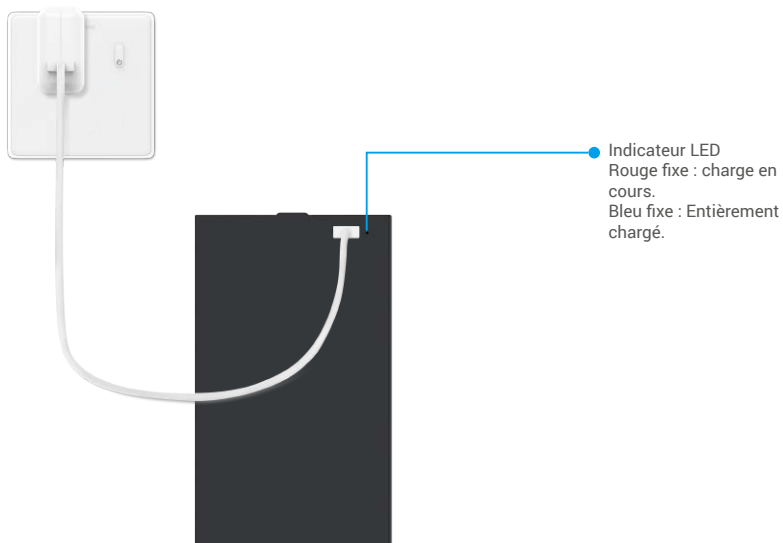 Indicateur LED
Rouge fixe : charge en
cours.
Bleu fixe : Entièrement
chargé.